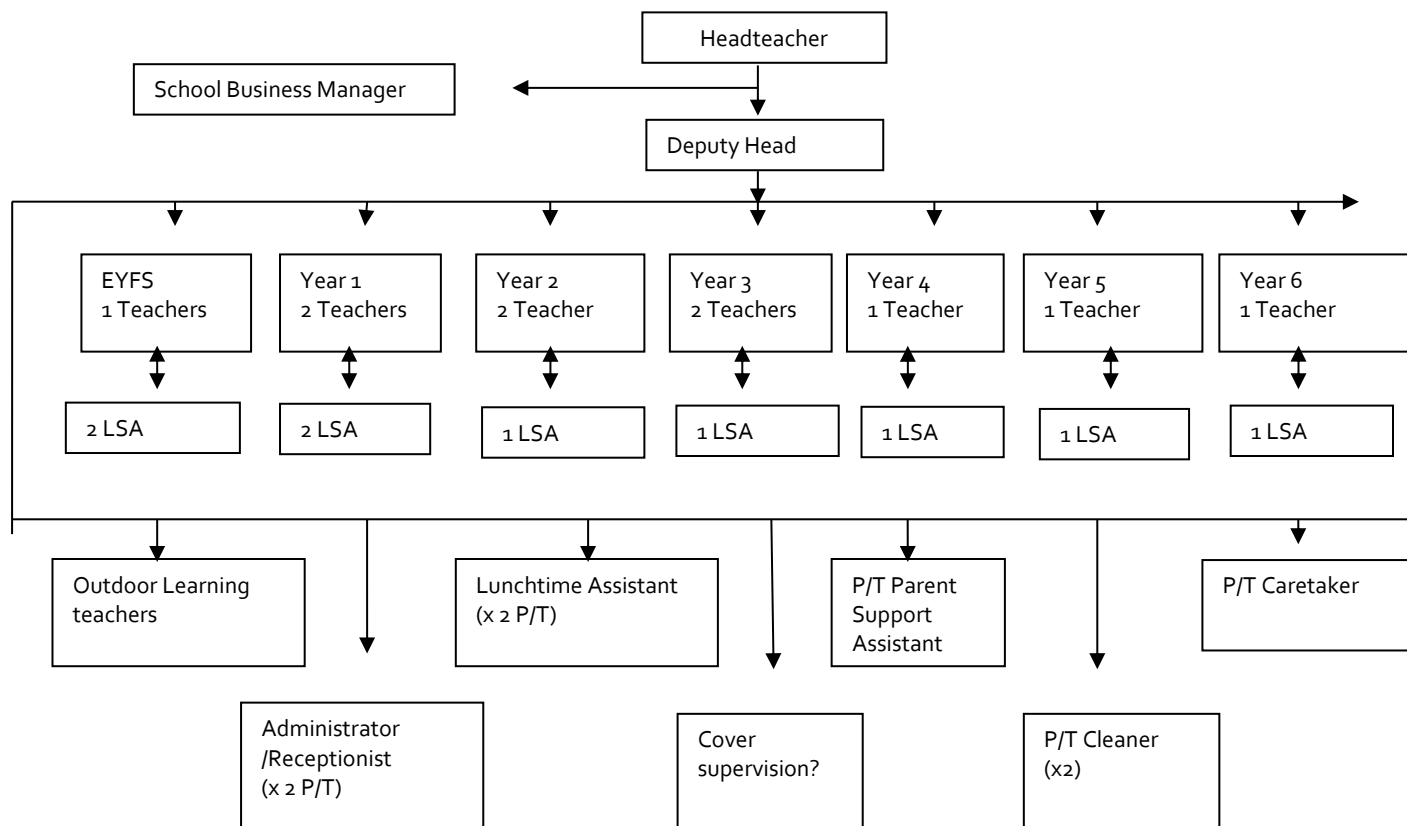 Headteacher
School Business Manager
Deputy Head
EYFS
1 Teachers
Year 1
2 Teachers
Year 2
2 Teacher
Year 3
2 Teachers
Year 4
1 Teacher
Year 5
1 Teacher
Year 6
1 Teacher
2 LSA
2 LSA
1 LSA
1 LSA
1 LSA
1 LSA
1 LSA
Outdoor Learning
teachers
Lunchtime Assistant
(x 2 P/T)
P/T Parent
Support
Assistant
P/T Caretaker
Administrator
/Receptionist
(x 2 P/T)
Cover
supervision?
P/T Cleaner
(x2)